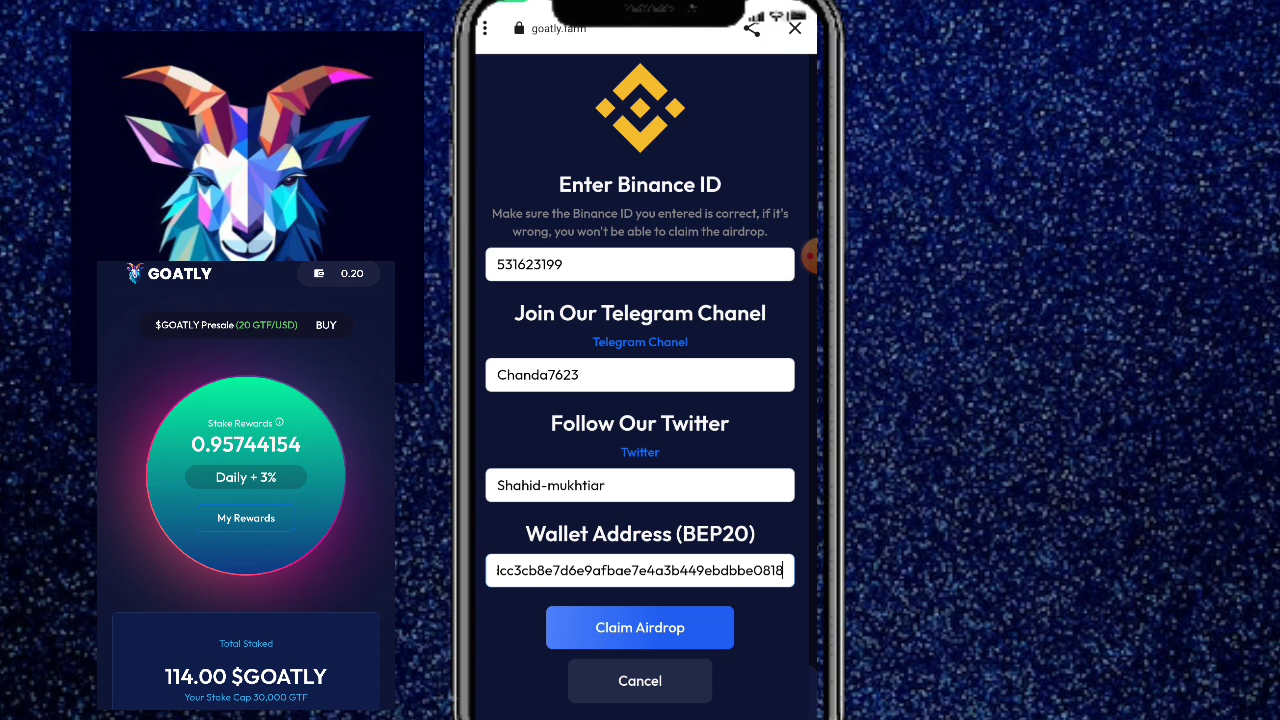 GOATLY
0.20
$GOATLY Presale (20 GTF/USD) BUY
Stake Rewards
0.95744154
Daily + 3%
My Rewards
Total Staked
114.00 $GOATLY
Your Stake Cap 30,000 GTF
goatly.farm
Enter Binance ID
Make sure the Binance ID you entered is correct, if it's
wrong, you won't be able to claim the airdrop.
531623199
Join Our Telegram Chanel
Telegram Chanel
Chanda7623
Follow Our Twitter
Twitter
Shahid-mukhtiar
Wallet Address (BEP20)
cc3cb8e7d6e9afbae7e4a3b449ebdbbe0818
Claim Airdrop
Cancel